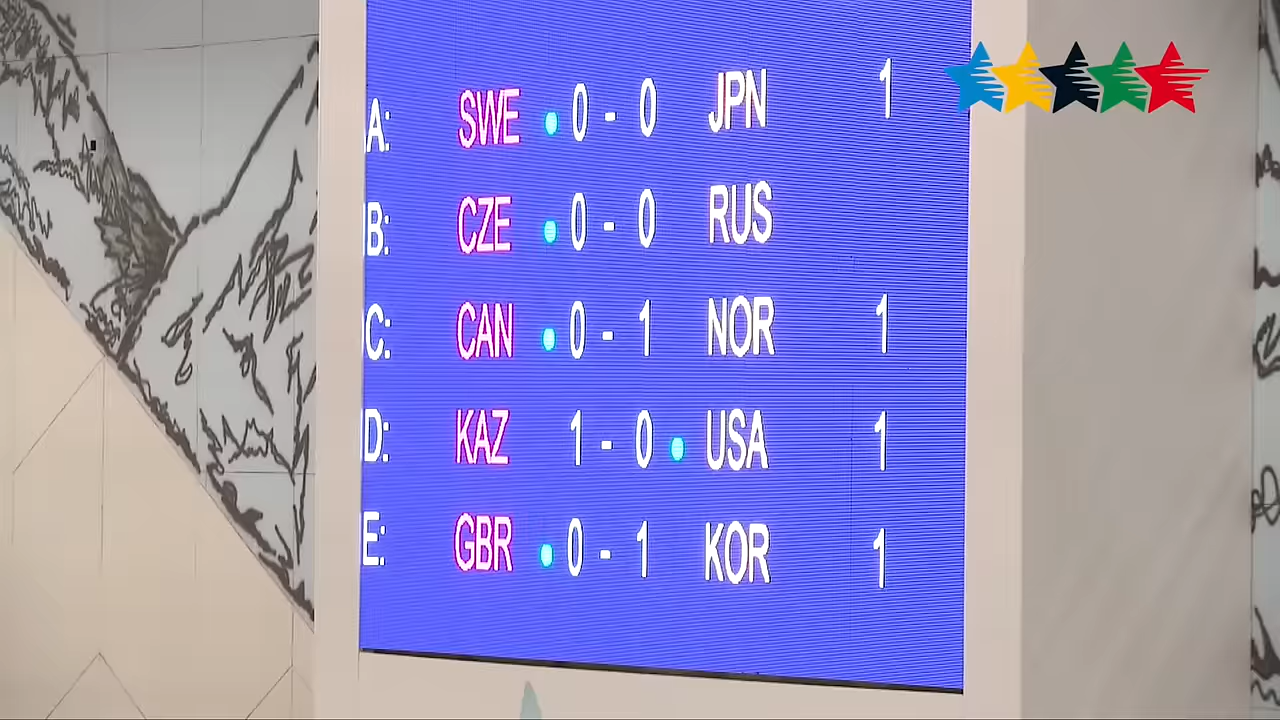 A: SWE 0 - 0 JPN 1
B: CZE 0 - 0 RUS
C: CAN 0 - 1 NOR 1
D: KAZ 1 - 0 USA 1
E: GBR 0 - 1 KOR 1